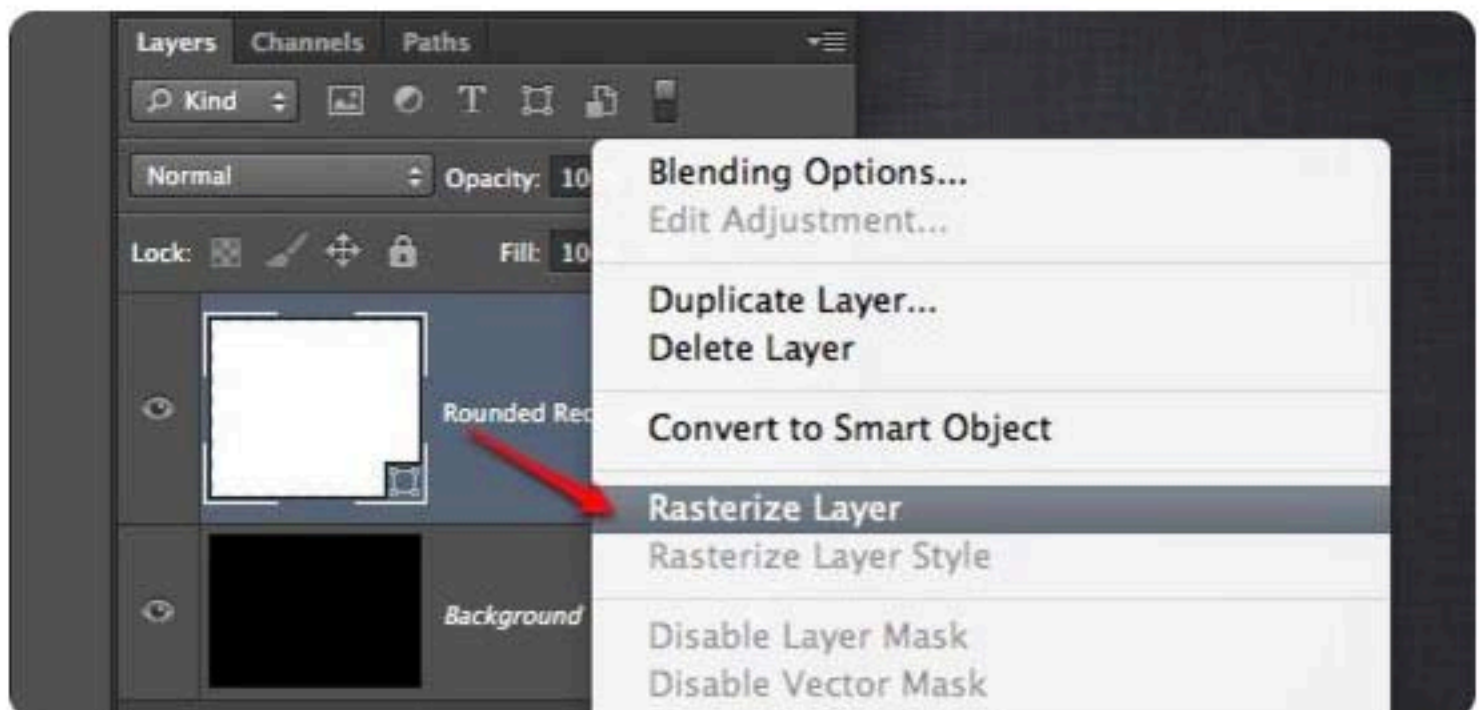 Layers Channels Paths
Kind T
Normal Opacity: 10
Lock: Fill: 10
Rounded Rec
Background
Blending Options...
Edit Adjustment...
Duplicate Layer...
Delete Layer
Convert to Smart Object
Rasterize Layer
Rasterize Layer Style
Disable Layer Mask
Disable Vector Mask